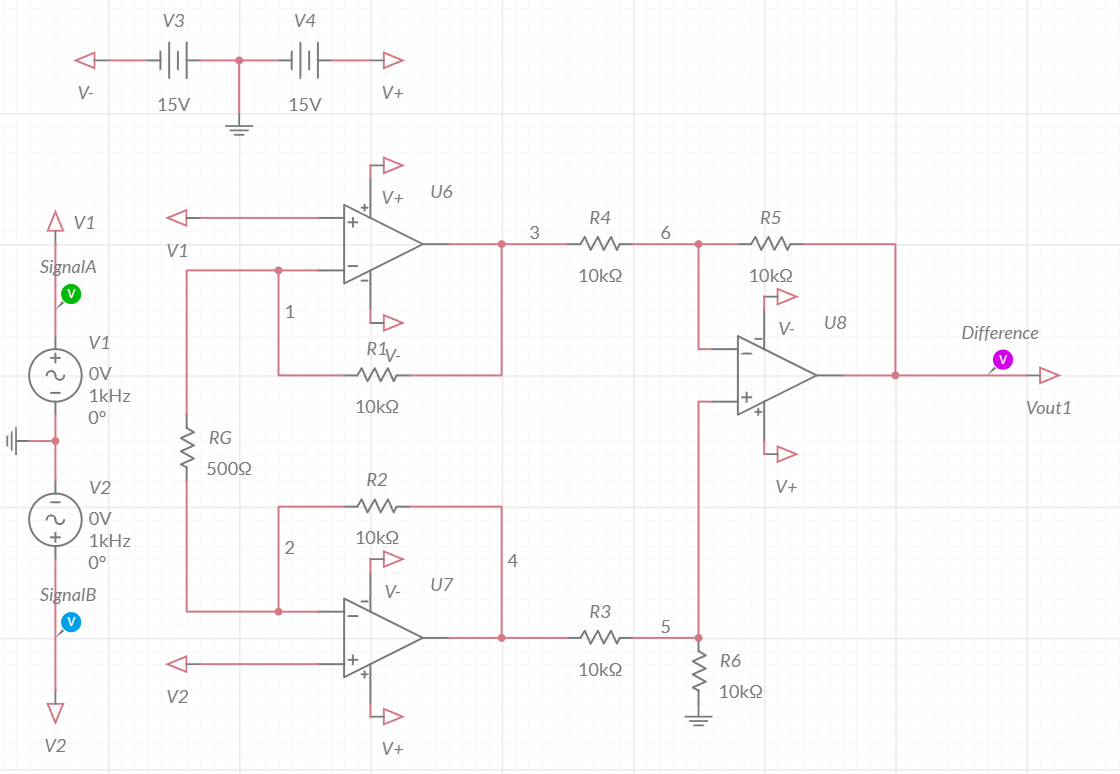 V3
V4
V-
15V
15V
V+
V+
U6
V1
V1
SignalA
V
1
3
R4
10kΩ
6
R5
10kΩ
V-
U8
R1
V-
10kΩ
Difference
V
Vout1
V+
V1
0V
1kHz
0°
RG
500Ω
V2
0V
1kHz
0°
R2
10kΩ
2
4
V-
U7
SignalB
V
R3
10kΩ
5
R6
10kΩ
V2
V2
V+